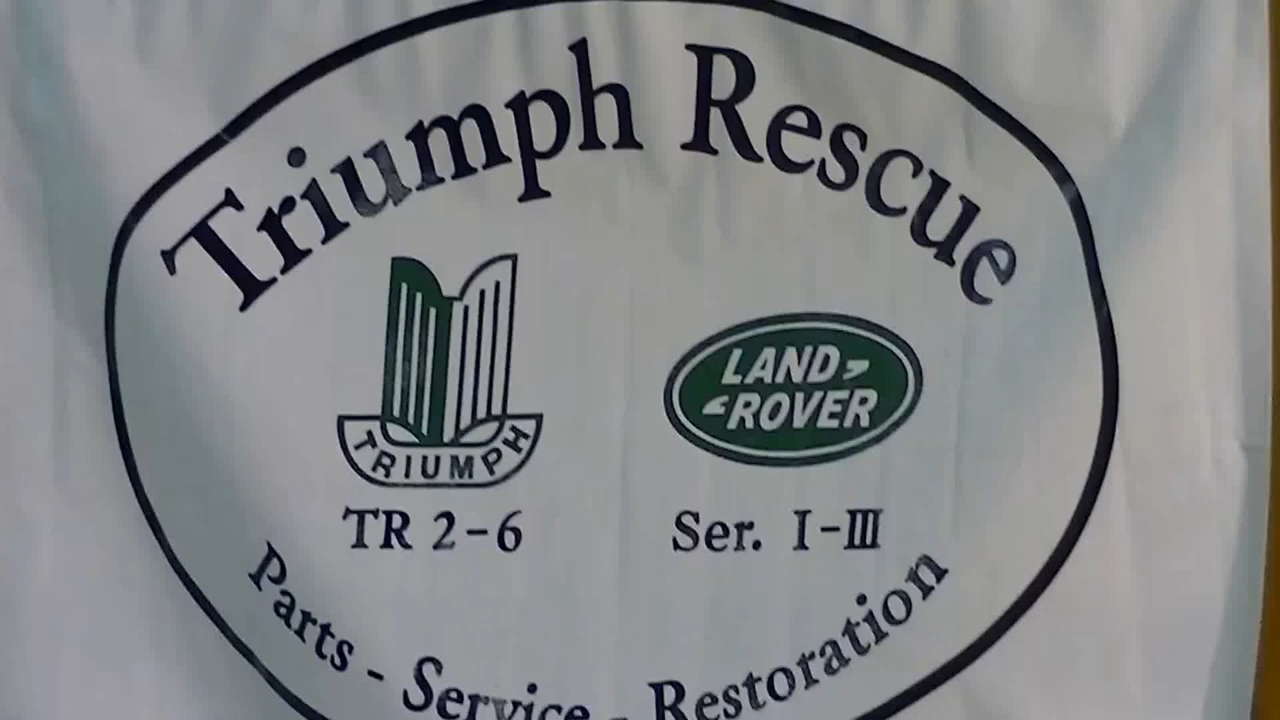 Triumph Rescue
TRIUMPH
LAND
ROVER
TR 2-6
Ser. I-III
Parts - Service - Restoration